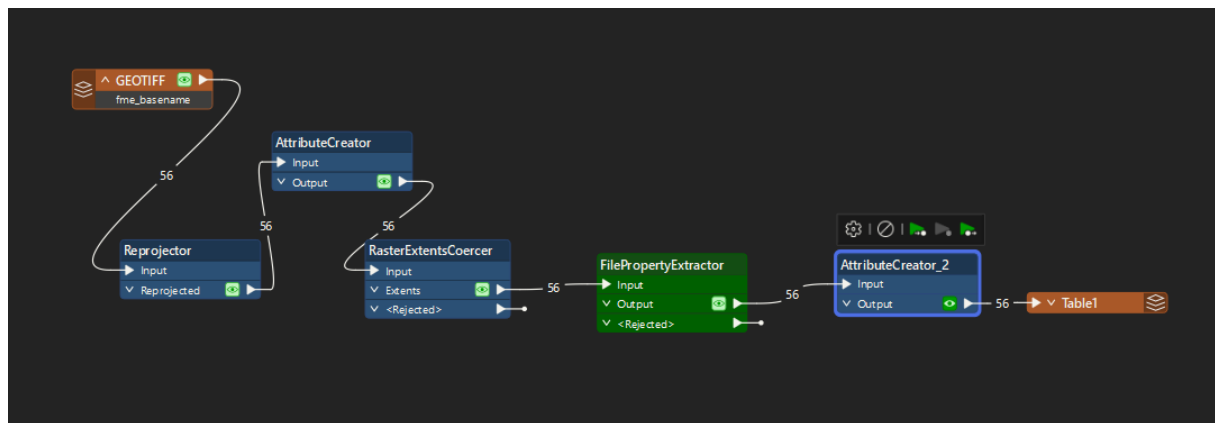 GEOTIFF
fme_basename
56
Reprojector
Input
Reprojected
56
AttributeCreator
Input
Output
56
RasterExtentsCoercer
Input
Extents
<Rejected>
56
FilePropertyExtractor
Input
Output
<Rejected>
56
AttributeCreator_2
Input
Output
56
Table1